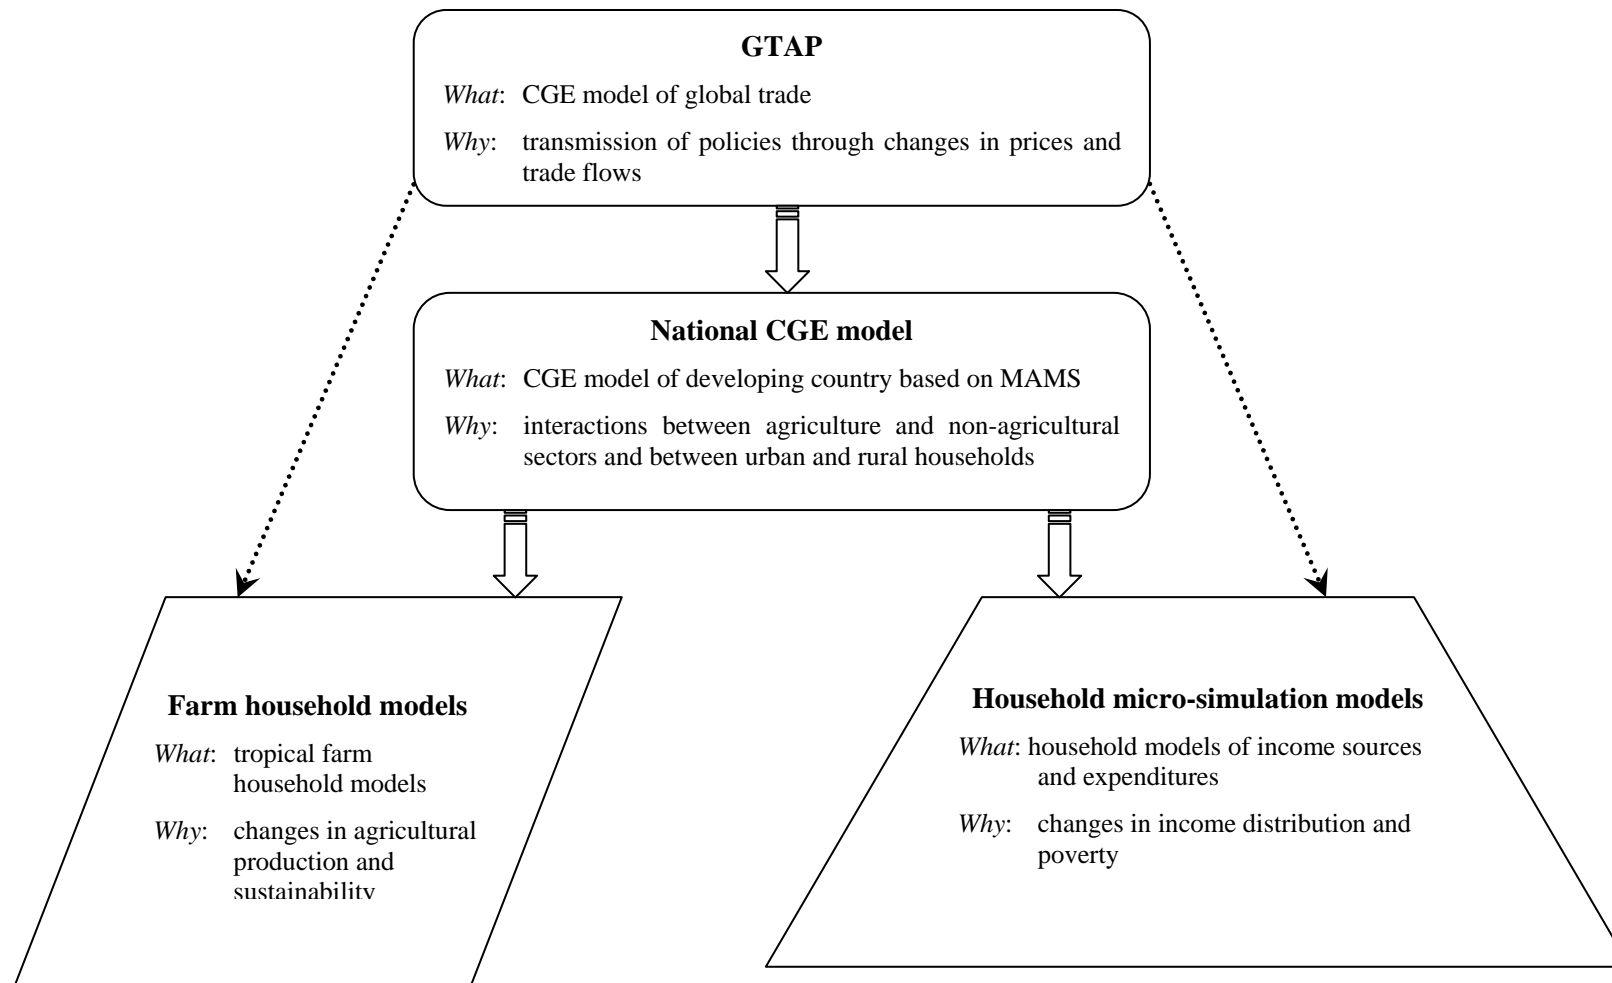 GTAP
What: CGE model of global trade
Why: transmission of policies through changes in prices and
trade flows
National CGE model
What: CGE model of developing country based on MAMS
Why: interactions between agriculture and non-agricultural
sectors and between urban and rural households
Farm household models
What: tropical farm
household models
Why: changes in agricultural
production and
sustainability
Household micro-simulation models
What: household models of income sources
and expenditures
Why: changes in income distribution and
poverty